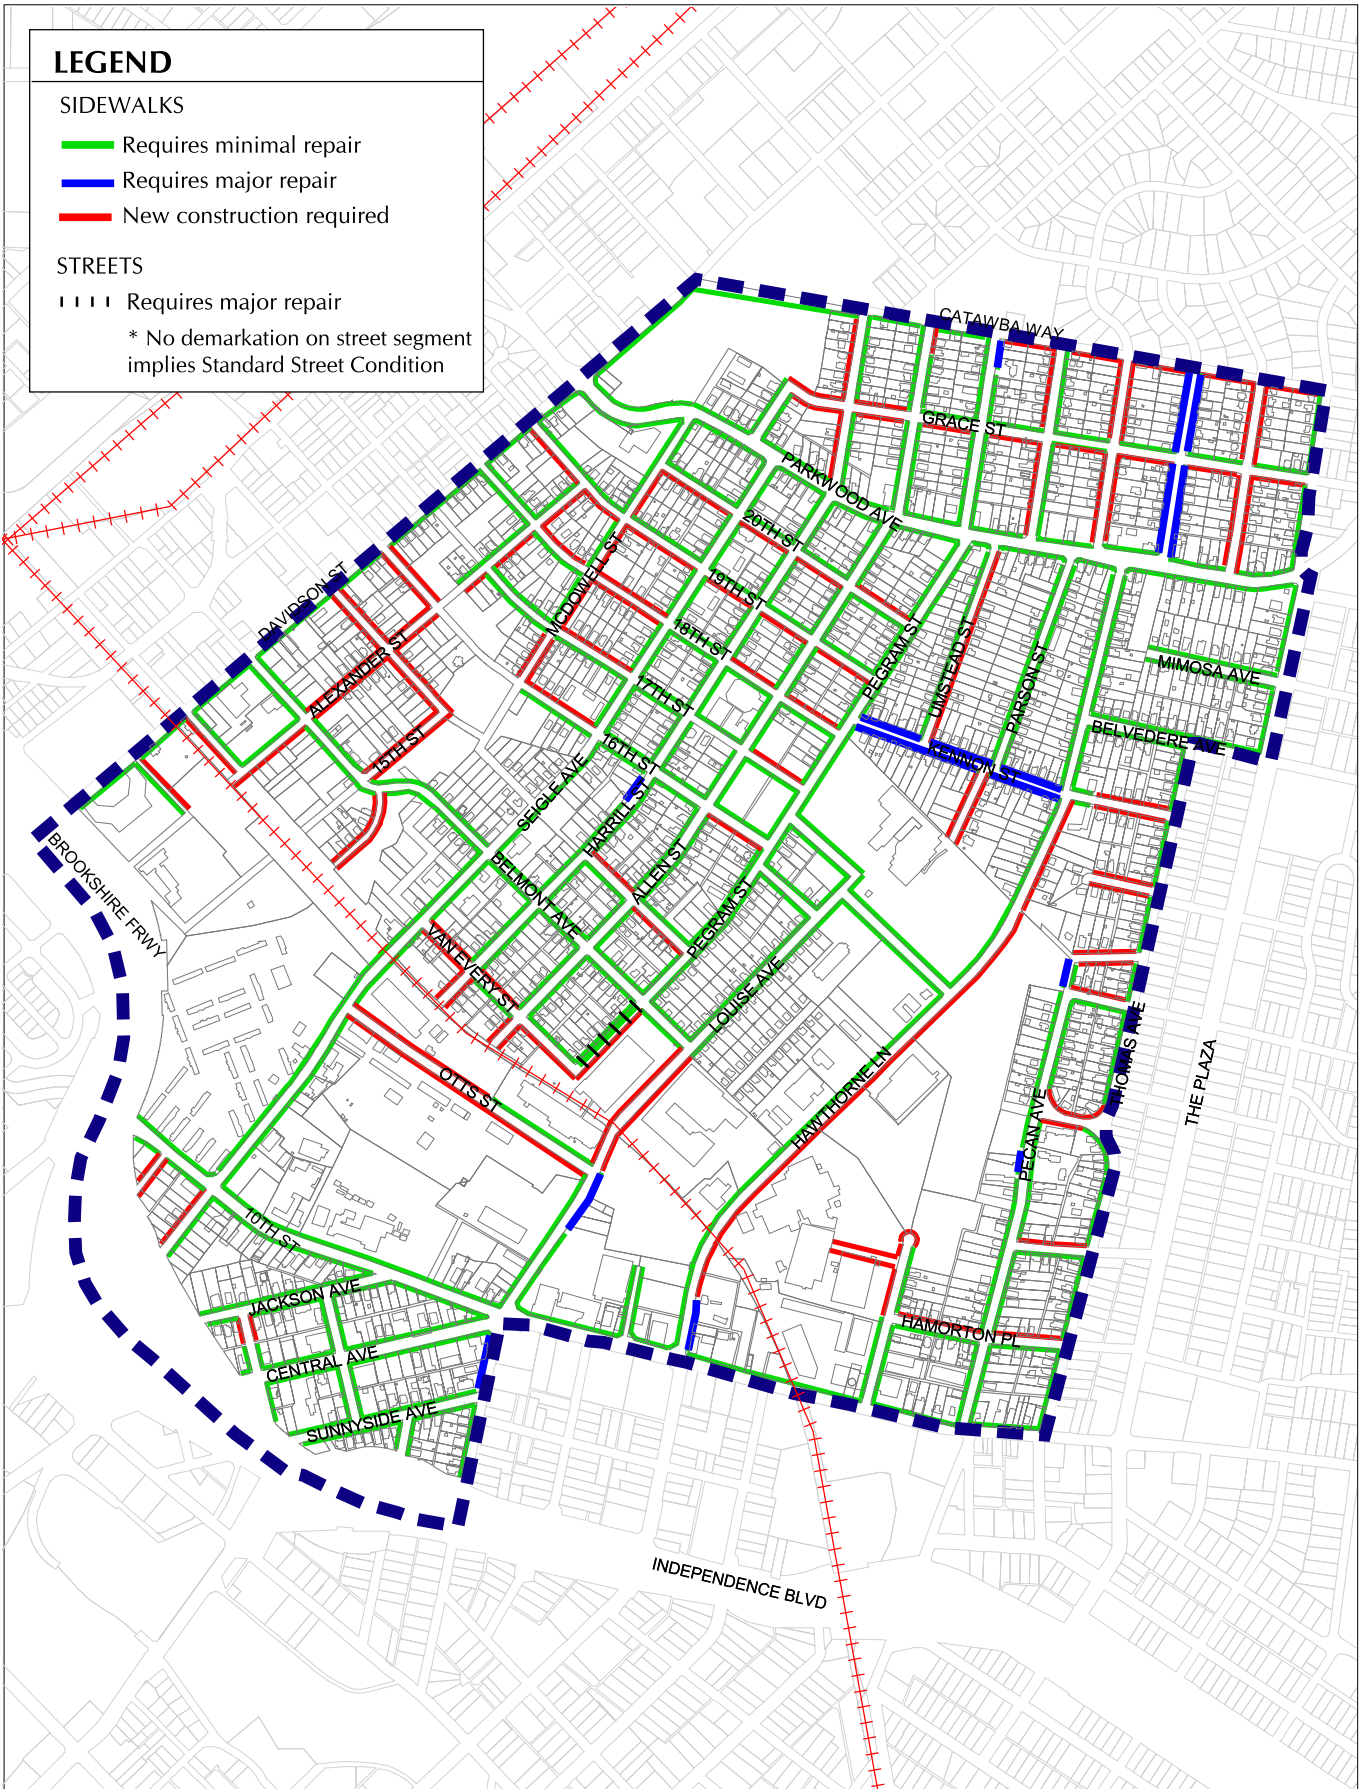 LEGEND
SIDEWALKS
Requires minimal repair
Requires major repair
New construction required
STREETS
Requires major repair
* No demarkation on street segment
implies Standard Street Condition
CATAWBA WAY
GRACE ST
PARKWOOD AVE
20TH ST
19TH ST
18TH ST
17TH ST
16TH ST
MCDOWELL ST
DAVIDSON ST
ALEXANDER ST
15TH ST
PEGRAM ST
UMSTEAD ST
PARSON ST
MIMOSA AVE
BELVEDERE AVE
KENNON ST
SEIGLE AVE
HARRILL ST
ALLEN ST
BELMONT AVE
PEGRAM ST
VAN EVERY ST
LOUISE AVE
BROOKSHIRE FRWY
OTTS ST
HAWTHORNE LN
THOMAS AVE
THE PLAZA
PECAN AVE
10TH ST
JACKSON AVE
CENTRAL AVE
SUNNYSIDE AVE
HAMORTON PL
INDEPENDENCE BLVD